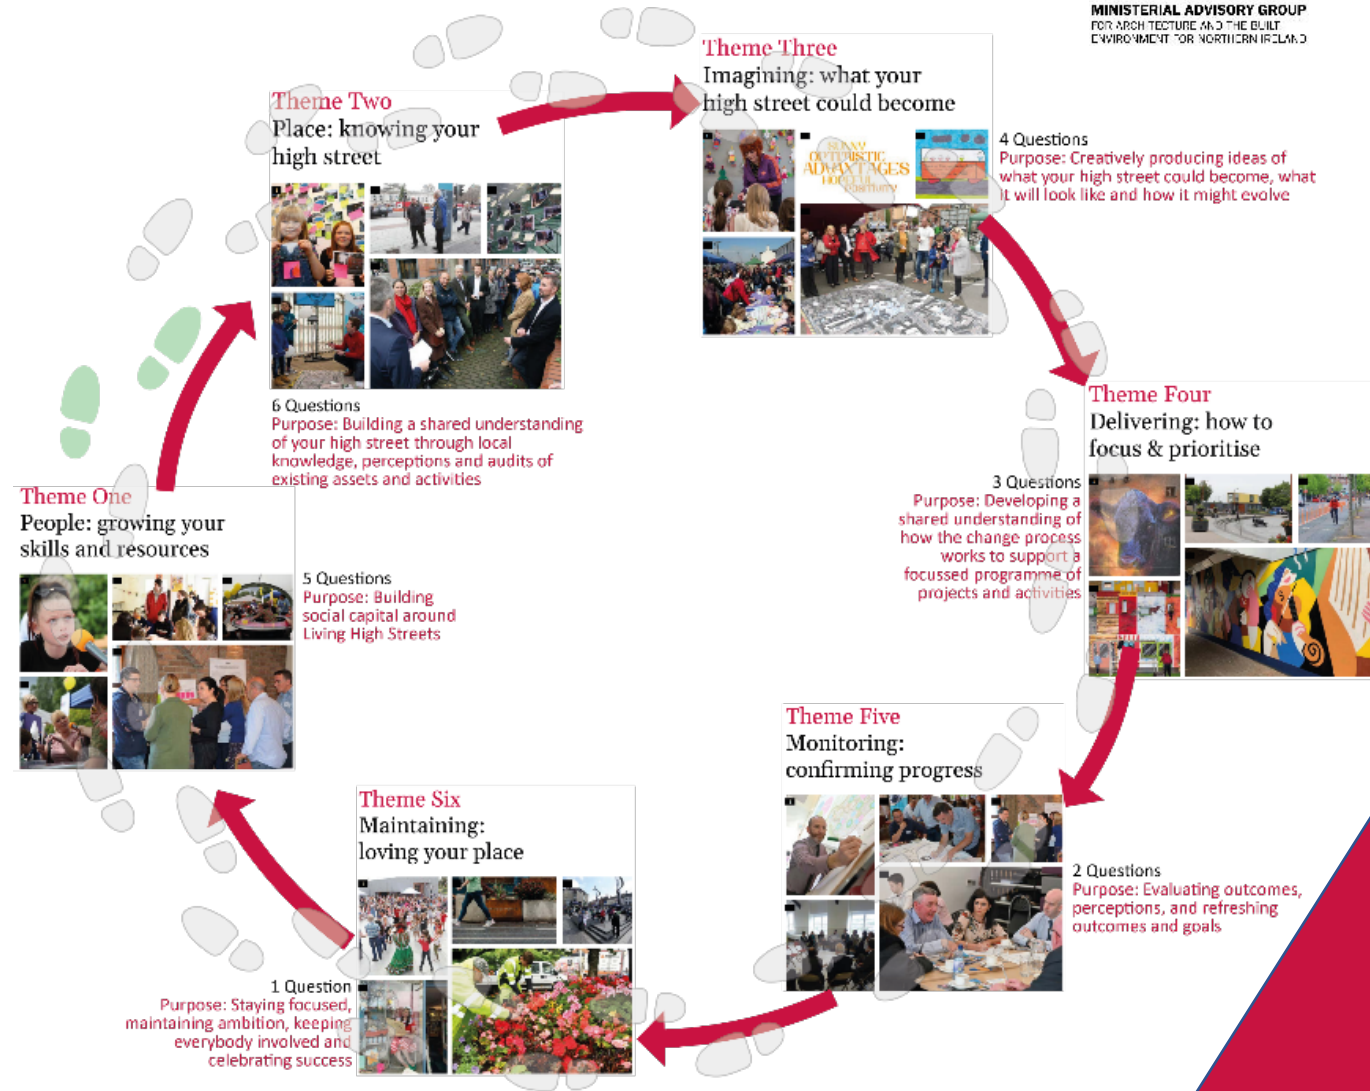 MINISTERIAL ADVISORY GROUP
FOR ARCHITECTURE AND THE BUILT
ENVIRONMENT FOR NORTHERN IRELAND
Theme One
People: growing your
skills and resources
5 Questions
Purpose: Building
social capital around
Living High Streets
Theme Two
Place: knowing your
high street
6 Questions
Purpose: Building a shared understanding
of your high street through local
knowledge, perceptions and audits of
existing assets and activities
Theme Three
Imagining: what your
high street could become
SUNNY
OPTIMISTIC
ADVANTAGES
HOPEFUL
POSITIVITY
4 Questions
Purpose: Creatively producing ideas of
what your high street could become, what
it will look like and how it might evolve
Theme Four
Delivering: how to
focus & prioritise
3 Questions
Purpose: Developing a
shared understanding of
how the change process
works to support a
focussed programme of
projects and activities
Theme Five
Monitoring:
confirming progress
2 Questions
Purpose: Evaluating outcomes,
perceptions, and refreshing
outcomes and goals
Theme Six
Maintaining:
loving your place
1 Question
Purpose: Staying focused,
maintaining ambition, keeping
everybody involved and
celebrating success